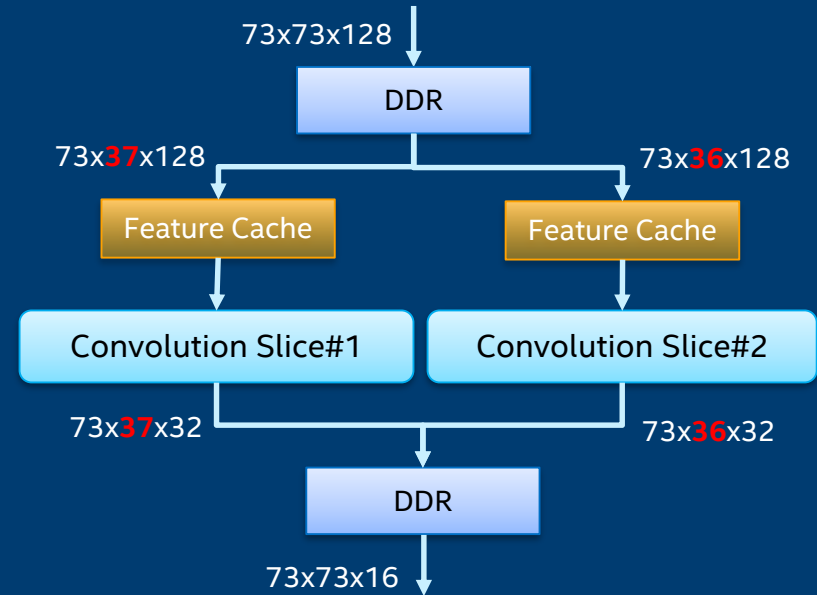 73x73x128
DDR
73x37x128
73x36x128
Feature Cache
Feature Cache
Convolution Slice#1
Convolution Slice#2
73x37x32
73x36x32
DDR
73x73x16